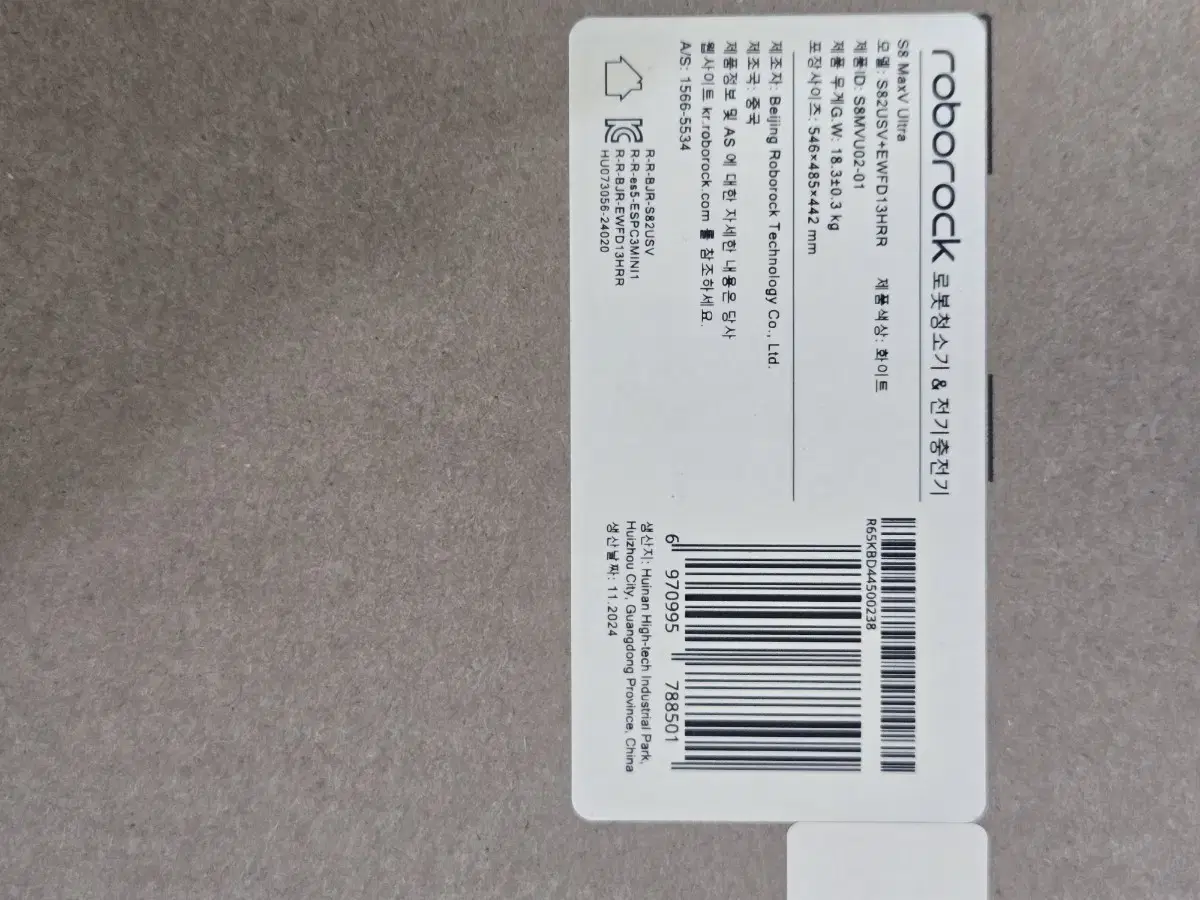 roborock 로봇청소기 & 전기충전기
S8 MaxV Ultra
모델: S82USV+EWFD13HRR 제품색상: 화이트
제품ID: S8MVU02-01
제품 무게G.W: 18.3±0.3 kg
포장사이즈: 546×485×442 mm
제조자: Beijing Roborock Technology Co., Ltd.
제조국: 중국
제품정보 및 AS 에 대한 자세한 내용은 당사
웹사이트 kr.roborock.com 를 참조하세요.
A/S: 1566-5534
R-R-BJR-S82USV
R-R-es5-ESPC3MINI1
R-R-BJR-EWFD13HRR
HU073056-24020
R65KBD44500238
6 970995 788501
생산지: Huinan High-tech Industrial Park,
Huizhou City, Guangdong Province, China
생산날짜: 11.2024